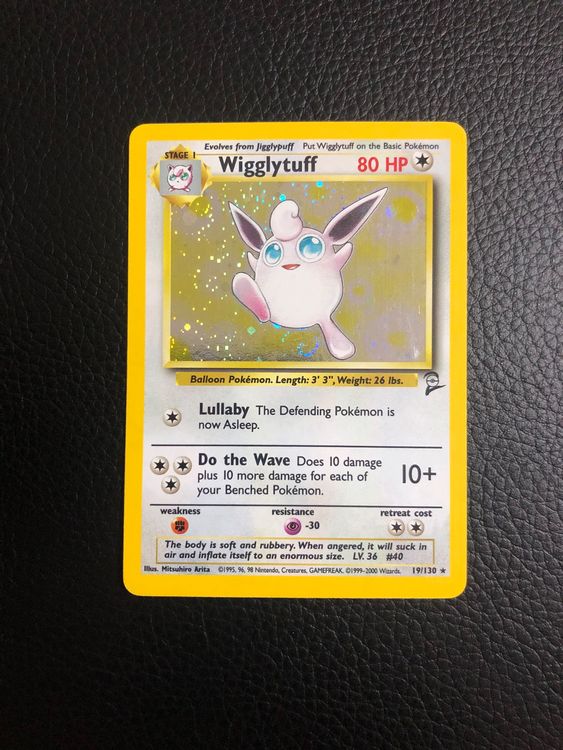 Evolves from Jigglypuff Put Wigglytuff on the Basic Pokémon
STAGE 1
Wigglytuff 80 HP
Balloon Pokémon. Length: 3' 3", Weight: 26 lbs.
Lullaby The Defending Pokémon is
now Asleep.
Do the Wave Does 10 damage
plus 10 more damage for each of
your Benched Pokémon.
10+
weakness resistance retreat cost
-30
The body is soft and rubbery. When angered, it will suck in
air and inflate itself to an enormous size. LV. 36 #40
Illus. Mitsuhiro Arita ©1995, 96, 98 Nintendo, Creatures, GAMEFREAK. ©1999-2000 Wizards. 19/130 ★